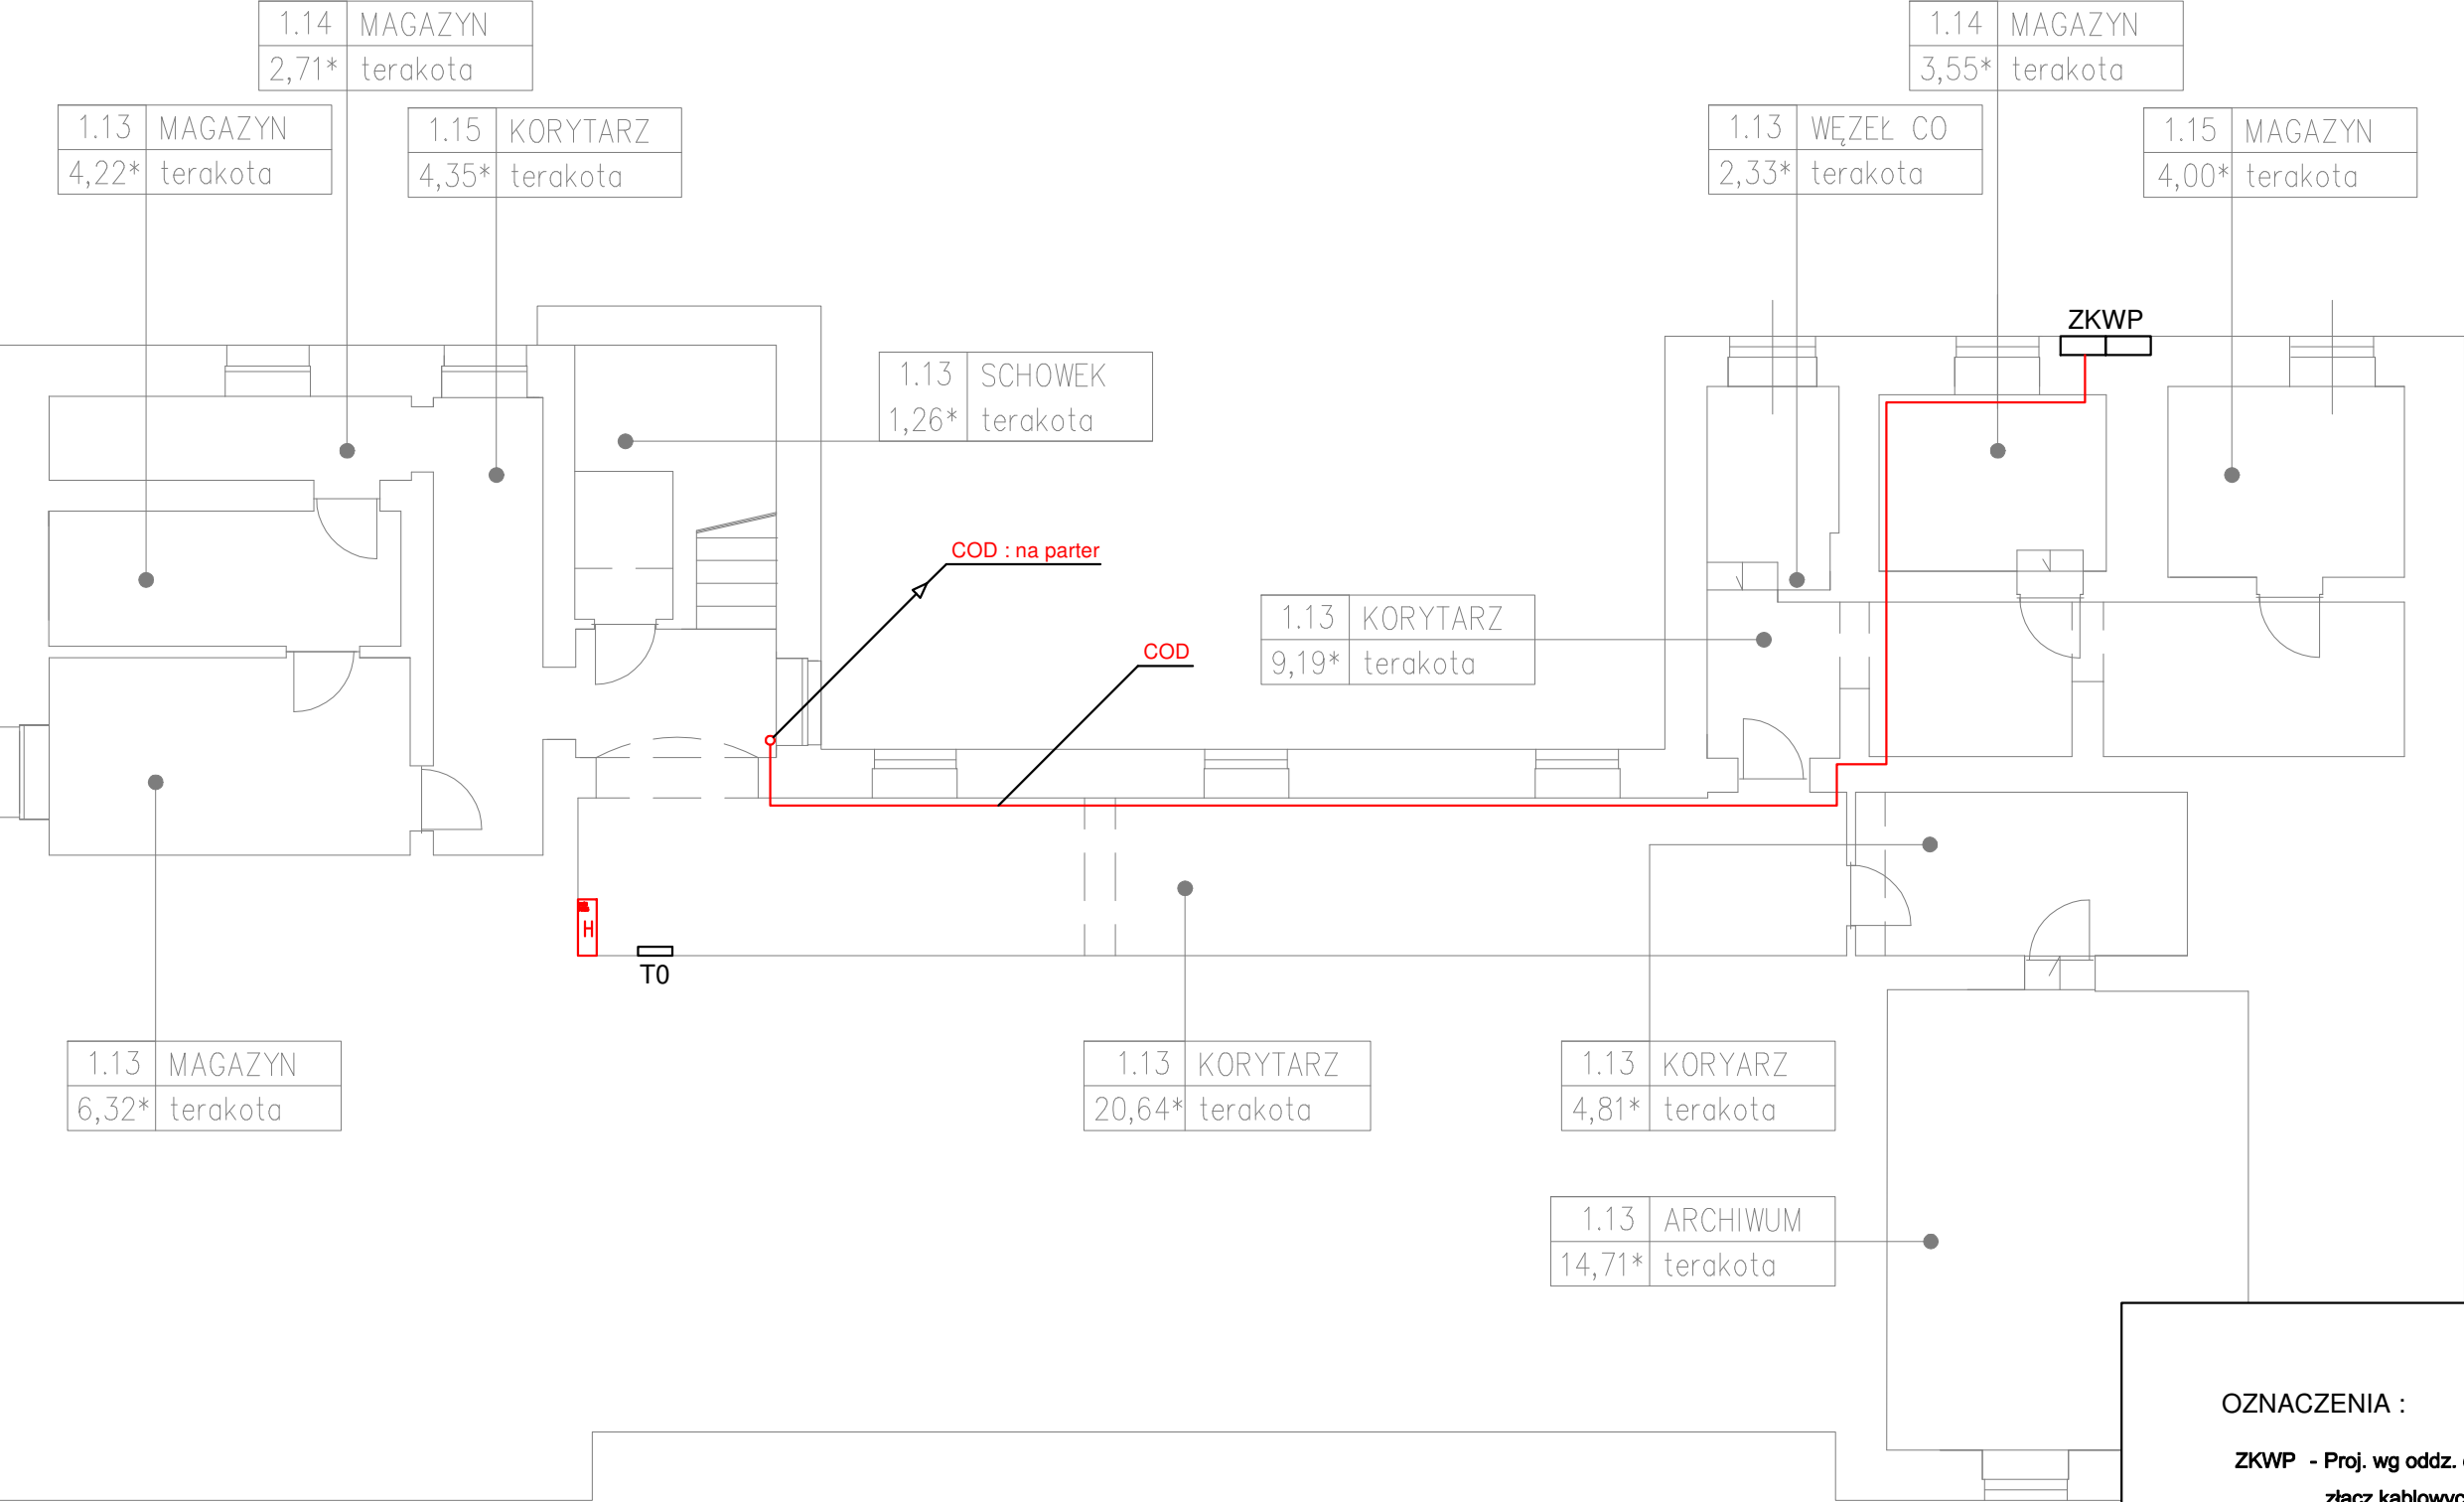 1.14 MAGAZYN
2,71* terakota
1.14 MAGAZYN
3,55* terakota
1.13 MAGAZYN
4,22* terakota
1.15 KORYTARZ
4,35* terakota
1.13 WĘZEŁ CO
2,33* terakota
1.15 MAGAZYN
4,00* terakota
ZKWP
1.13 SCHOWEK
1,26* terakota
COD : na parter
1.13 KORYTARZ
9,19* terakota
COD
H
T0
1.13 MAGAZYN
6,32* terakota
1.13 KORYTARZ
20,64* terakota
1.13 KORYARZ
4,81* terakota
1.13 ARCHIWUM
14,71* terakota
OZNACZENIA :
ZKWP - Proj. wg oddz.